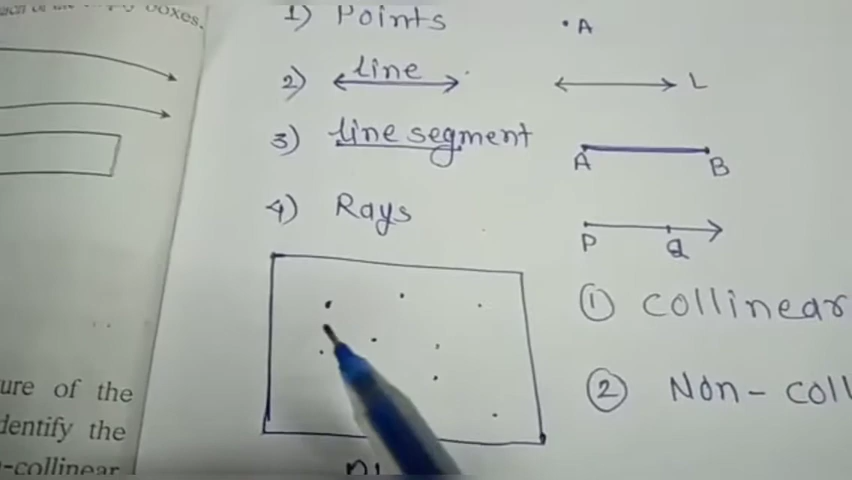 boxes.
1) Points
• A
2) line
L
3) line segment
A B
4) Rays
P Q
① collinear
② Non-coll
ure of the
dentify the
-collinear